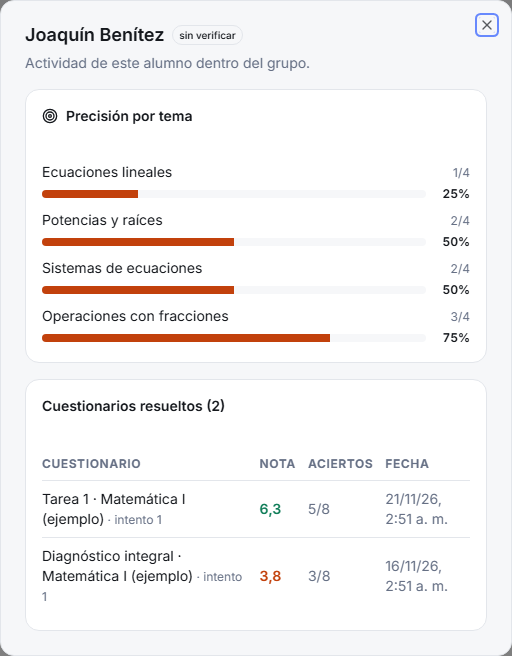 Joaquín Benítez sin verificar
Actividad de este alumno dentro del grupo.
Precisión por tema
Ecuaciones lineales 1/4
25%
Potencias y raíces 2/4
50%
Sistemas de ecuaciones 2/4
50%
Operaciones con fracciones 3/4
75%
Cuestionarios resueltos (2)
CUESTIONARIO NOTA ACIERTOS FECHA
Tarea 1 · Matemática I
(ejemplo) · intento 1
6,3 5/8
21/11/26,
2:51 a. m.
Diagnóstico integral ·
Matemática I (ejemplo) · intento
1
3,8 3/8
16/11/26,
2:51 a. m.